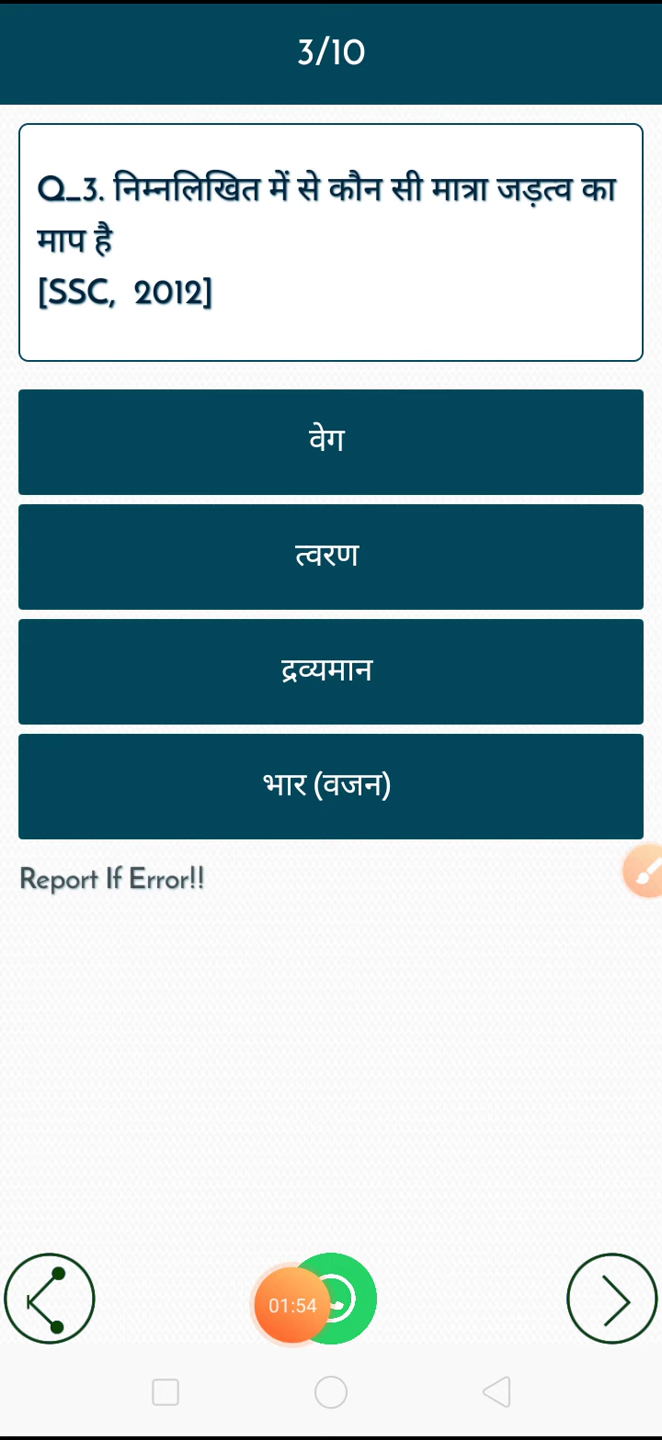 3/10
Q_3. निम्नलिखित में से कौन सी मात्रा जड़त्व का
माप है
[SSC, 2012]
वेग
त्वरण
द्रव्यमान
भार (वजन)
Report If Error!!
01:54